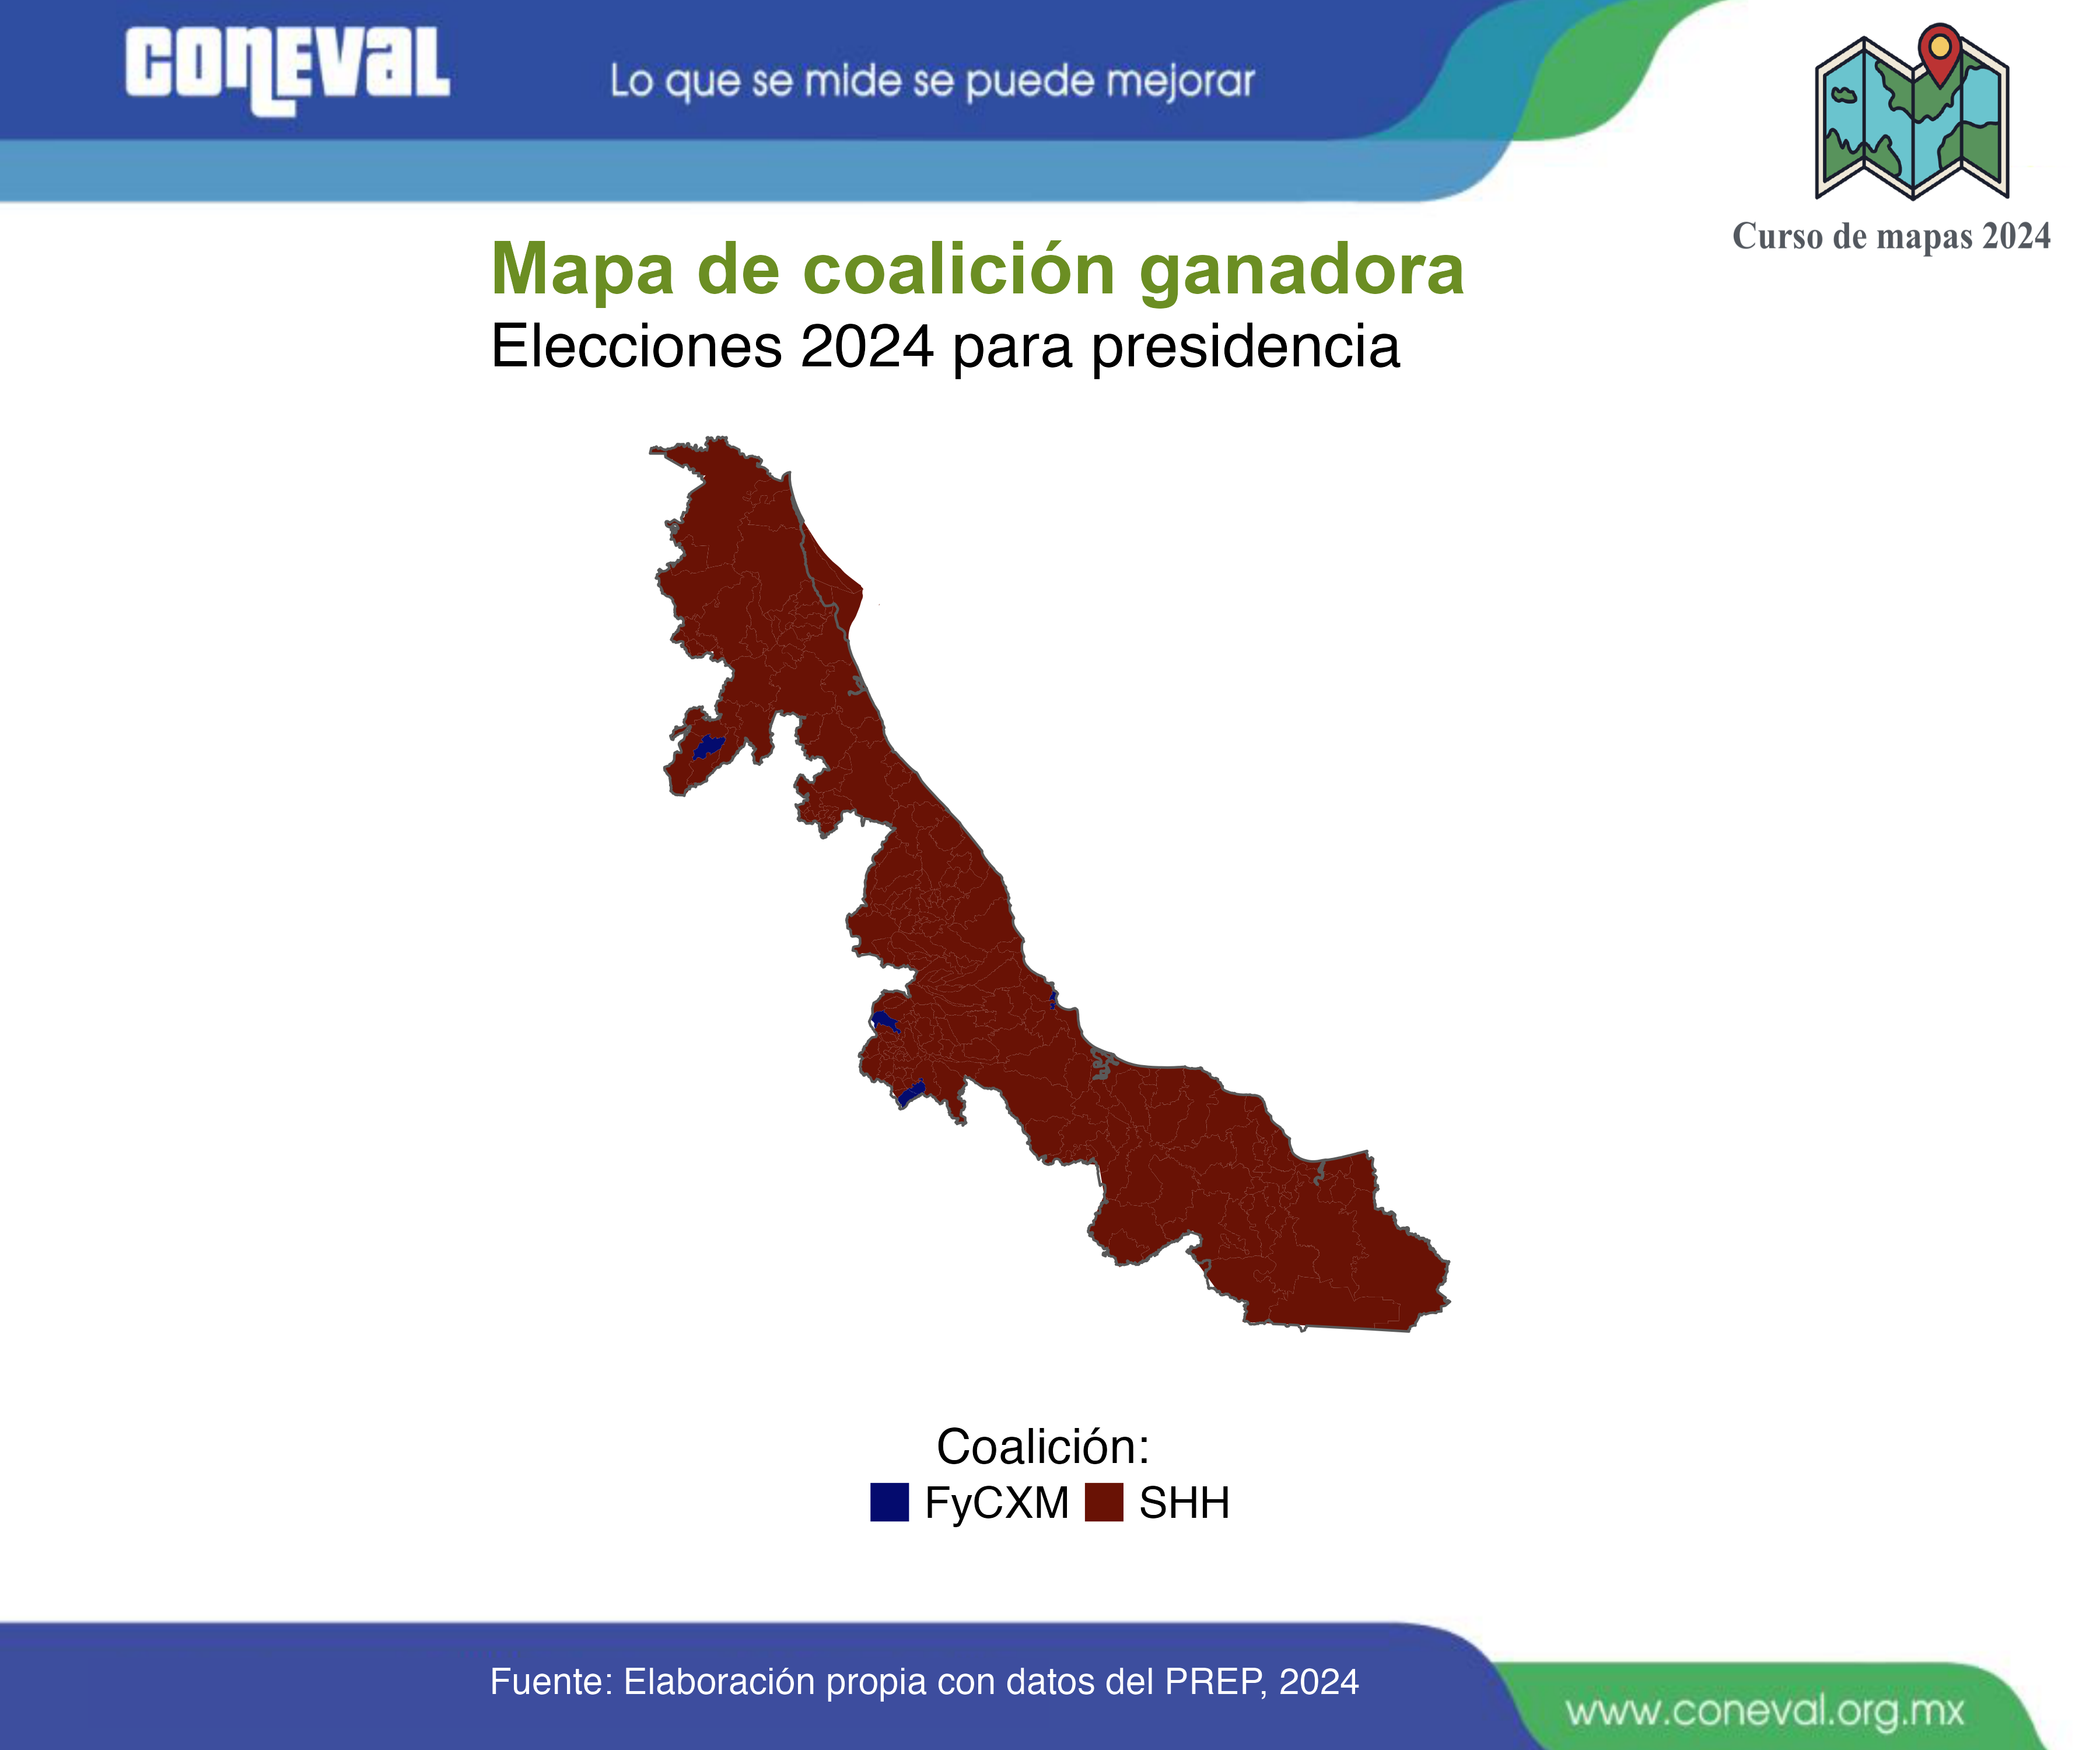 CONEVAL
Lo que se mide se puede mejorar
Curso de mapas 2024
Mapa de coalición ganadora
Elecciones 2024 para presidencia
Coalición:
FyCXM SHH
Fuente: Elaboración propia con datos del PREP, 2024
www.coneval.org.mx